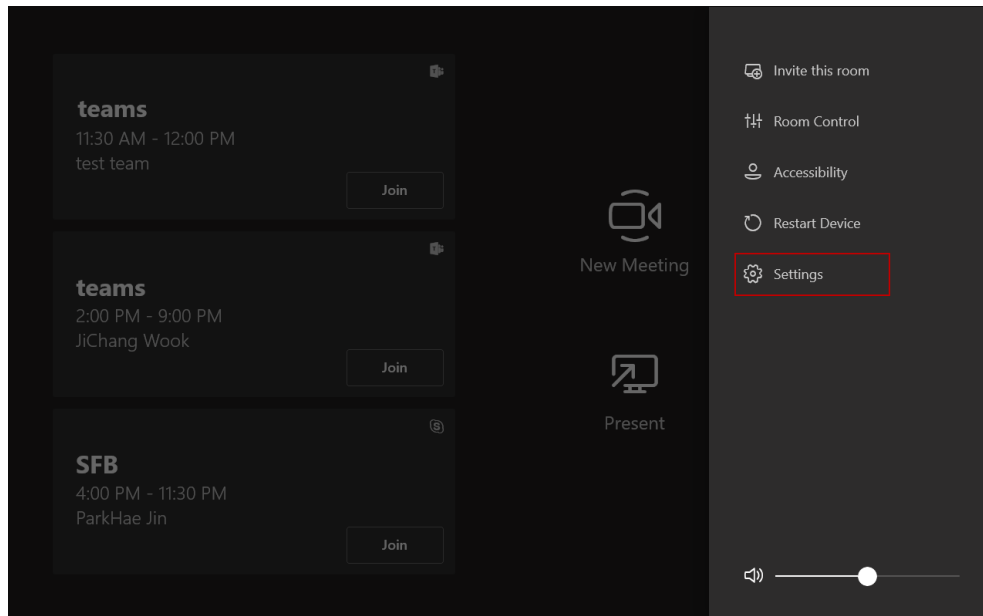 teams
11:30 AM - 12:00 PM
test team
Join
teams
2:00 PM - 9:00 PM
JiChang Wook
Join
SFB
4:00 PM - 11:30 PM
ParkHae Jin
Join
New Meeting
Present
Invite this room
Room Control
Accessibility
Restart Device
Settings